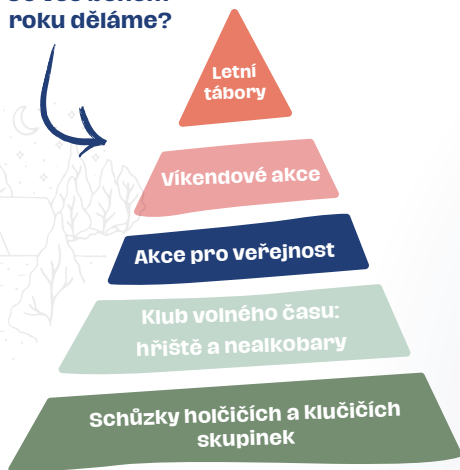 roku děláme?
Letní
tábory
Víkendové akce
Akce pro veřejnost
Klub volného času:
hřiště a nealkobary
Schůzky holčičích a klučičích
skupinek